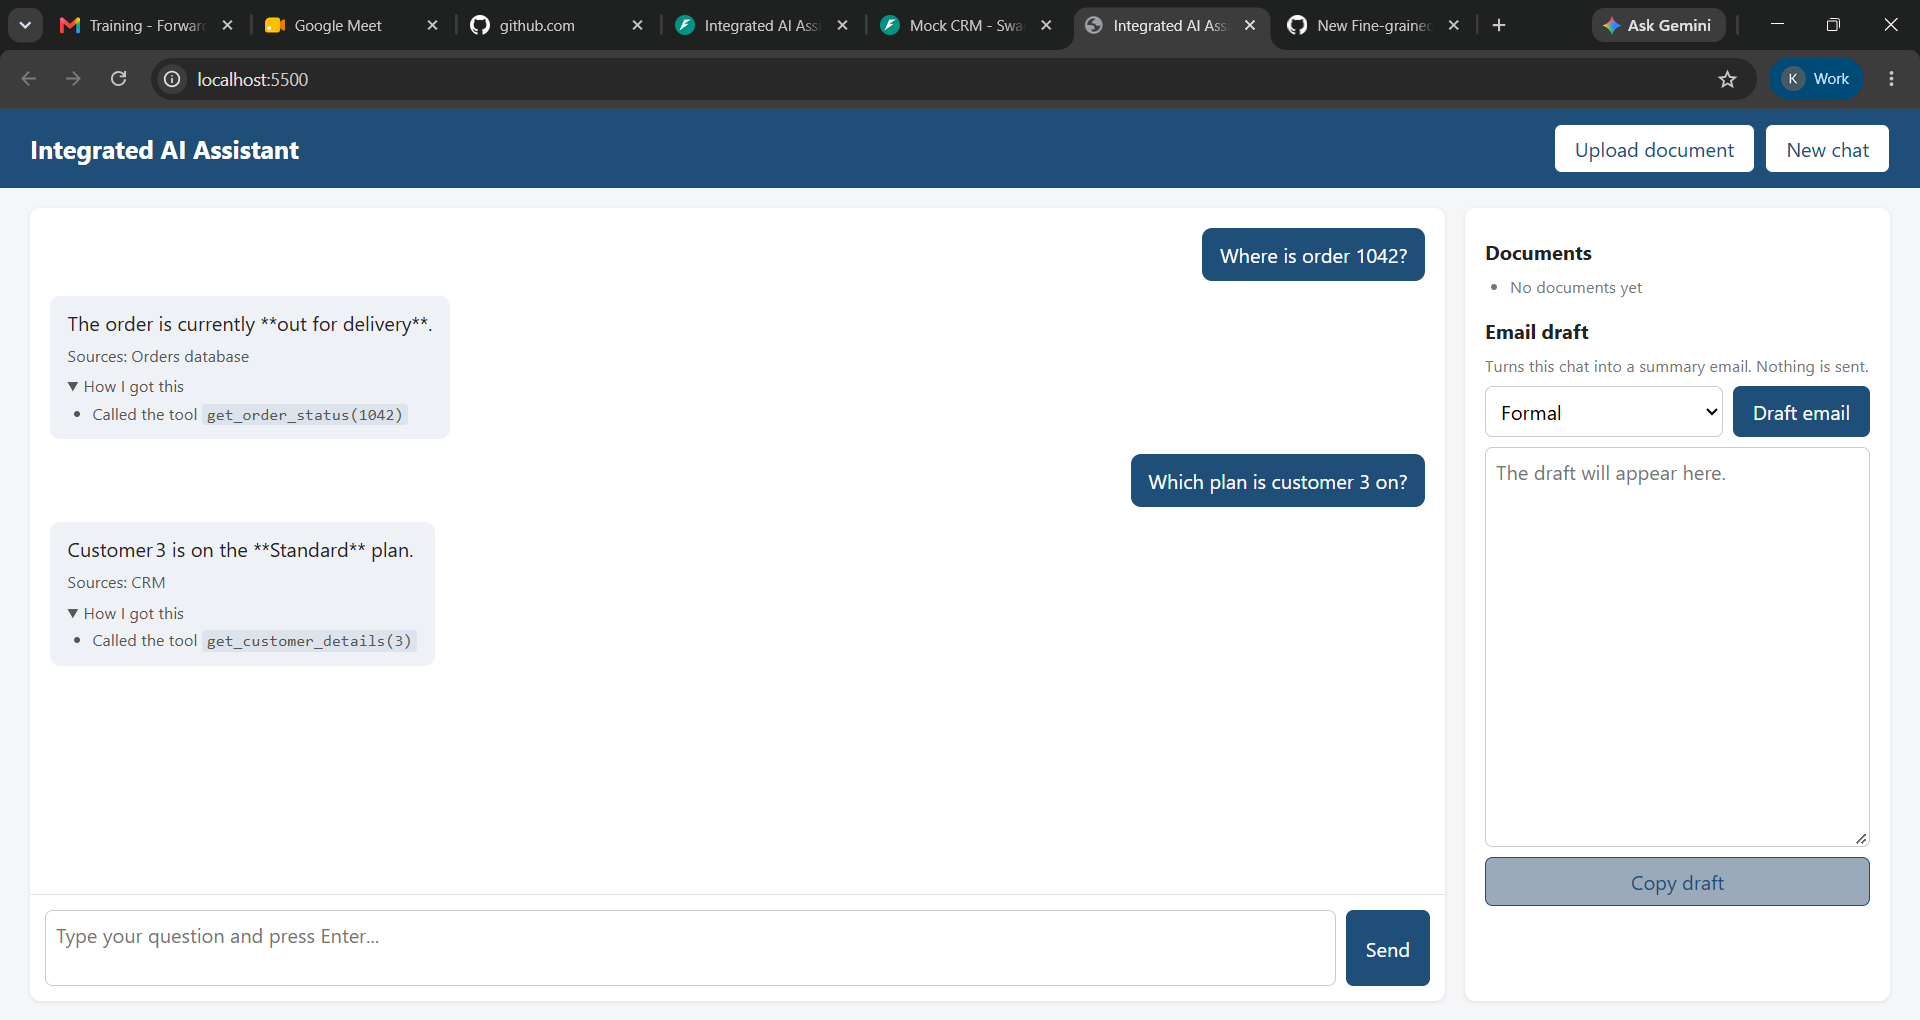 Training - Forwar
Google Meet
github.com
Integrated AI Ass
Mock CRM - Swa
Integrated AI Ass
New Fine-graine
Ask Gemini
localhost:5500
K Work
Integrated AI Assistant
Upload document
New chat
Where is order 1042?
The order is currently **out for delivery**.
Sources: Orders database
How I got this
Called the tool get_order_status(1042)
Which plan is customer 3 on?
Customer 3 is on the **Standard** plan.
Sources: CRM
How I got this
Called the tool get_customer_details(3)
Type your question and press Enter...
Send
Documents
No documents yet
Email draft
Turns this chat into a summary email. Nothing is sent.
Formal
Draft email
The draft will appear here.
Copy draft